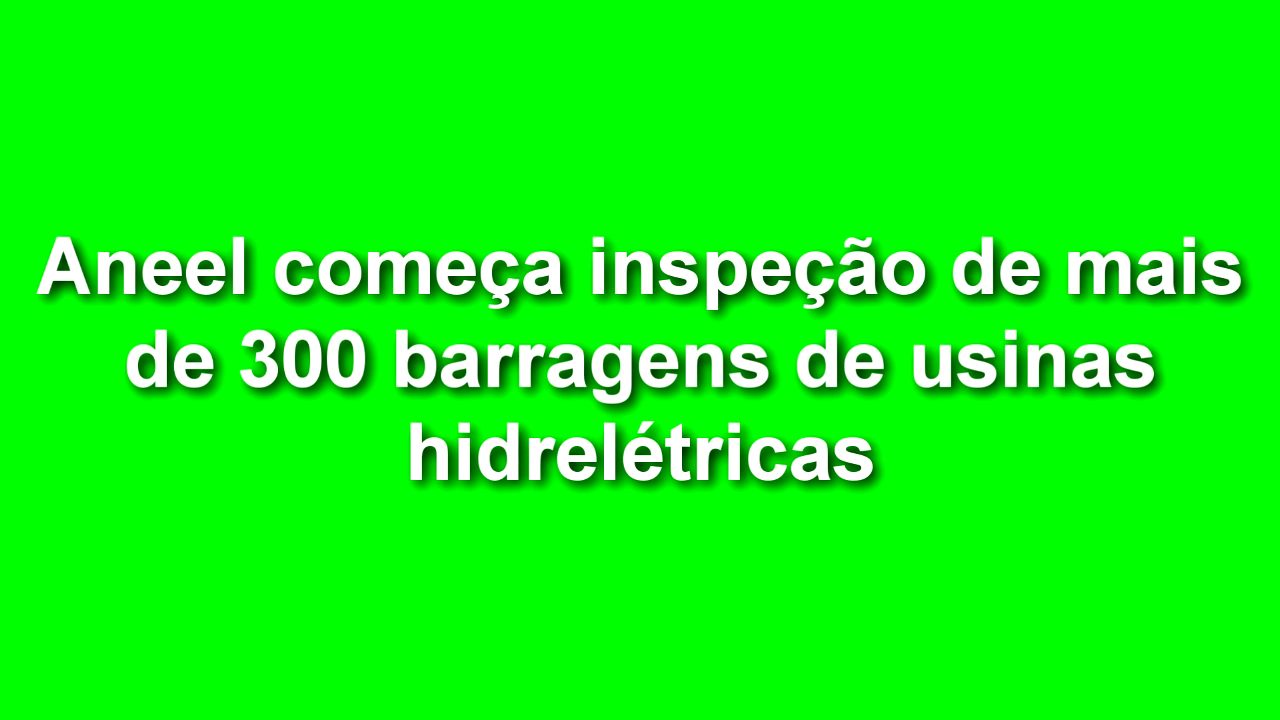 Aneel começa inspeção de mais
de 300 barragens de usinas
hidrelétricas